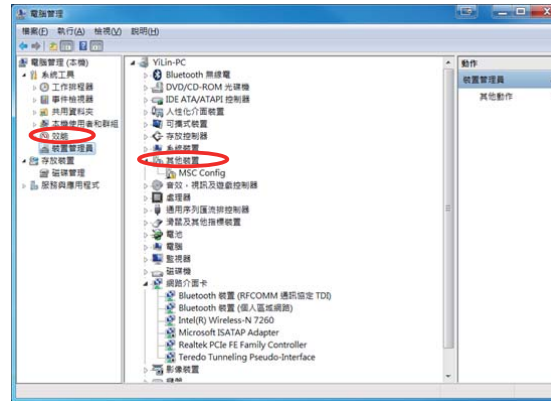 電腦管理
檔案(F) 執行(A) 檢視(V) 說明(H)
電腦管理 (本機)
系統工具
工作排程器
事件檢視器
共用資料夾
本機使用者和群組
效能
裝置管理員
存放裝置
磁碟管理
服務與應用程式
YiLin-PC
Bluetooth 無線電
DVD/CD-ROM 光碟機
IDE ATA/ATAPI 控制器
人性化介面裝置
可攜式裝置
存放控制器
系統裝置
其他裝置
MSC Config
音效、視訊及遊戲控制器
處理器
通用序列匯流排控制器
滑鼠及其他指標裝置
電池
電腦
監視器
磁碟機
網路介面卡
Bluetooth 裝置 (RFCOMM 通訊協定 TDI)
Bluetooth 裝置 (個人區域網路)
Intel(R) Wireless-N 7260
Microsoft ISATAP Adapter
Realtek PCIe FE Family Controller
Teredo Tunneling Pseudo-Interface
影像裝置
鍵盤
動作
裝置管理員
其他動作